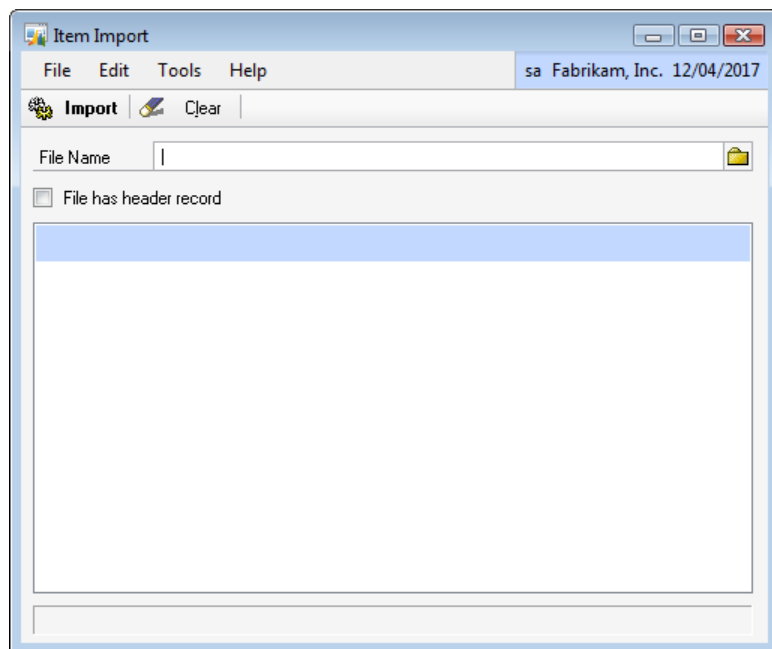 Item Import
File Edit Tools Help sa Fabrikam, Inc. 12/04/2017
Import Clear
File Name
File has header record